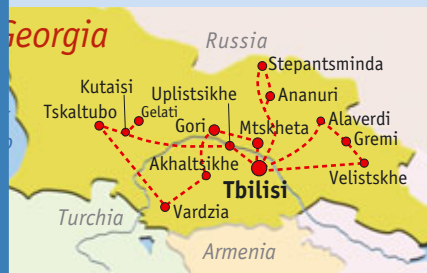 Georgia
Russia
Stepantsminda
Kutaisi
Uplistsikhe
Ananuri
Tskaltubo
Gelati
Gori
Mtskheta
Alaverdi
Gremi
Akhaltsikhe
Velistskhe
Tbilisi
Vardzia
Turchia
Armenia